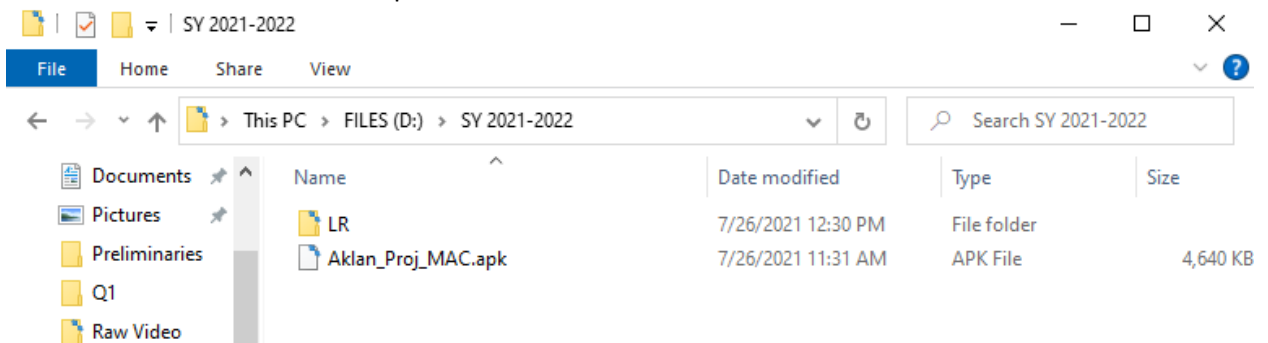 SY 2021-2022
File Home Share View
This PC > FILES (D:) > SY 2021-2022
Search SY 2021-2022
Name Date modified Type Size
Documents
Pictures
Preliminaries
Q1
Raw Video
LR 7/26/2021 12:30 PM File folder
Aklan_Proj_MAC.apk 7/26/2021 11:31 AM APK File 4,640 KB